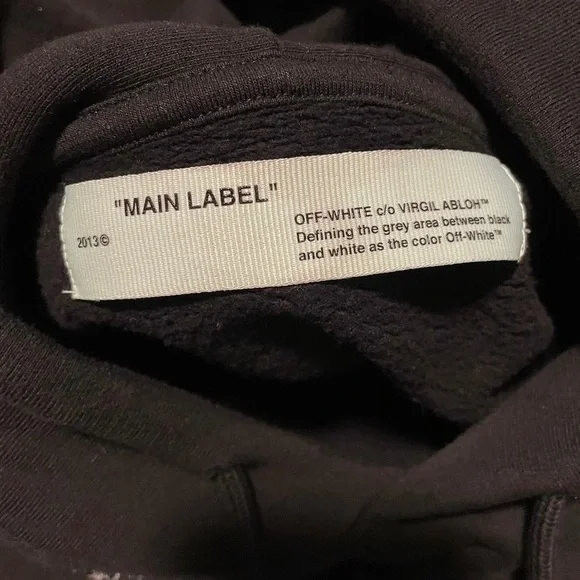 "MAIN LABEL"
2013©
OFF-WHITE c/o VIRGIL ABLOH™
Defining the grey area between black
and white as the color Off-White™